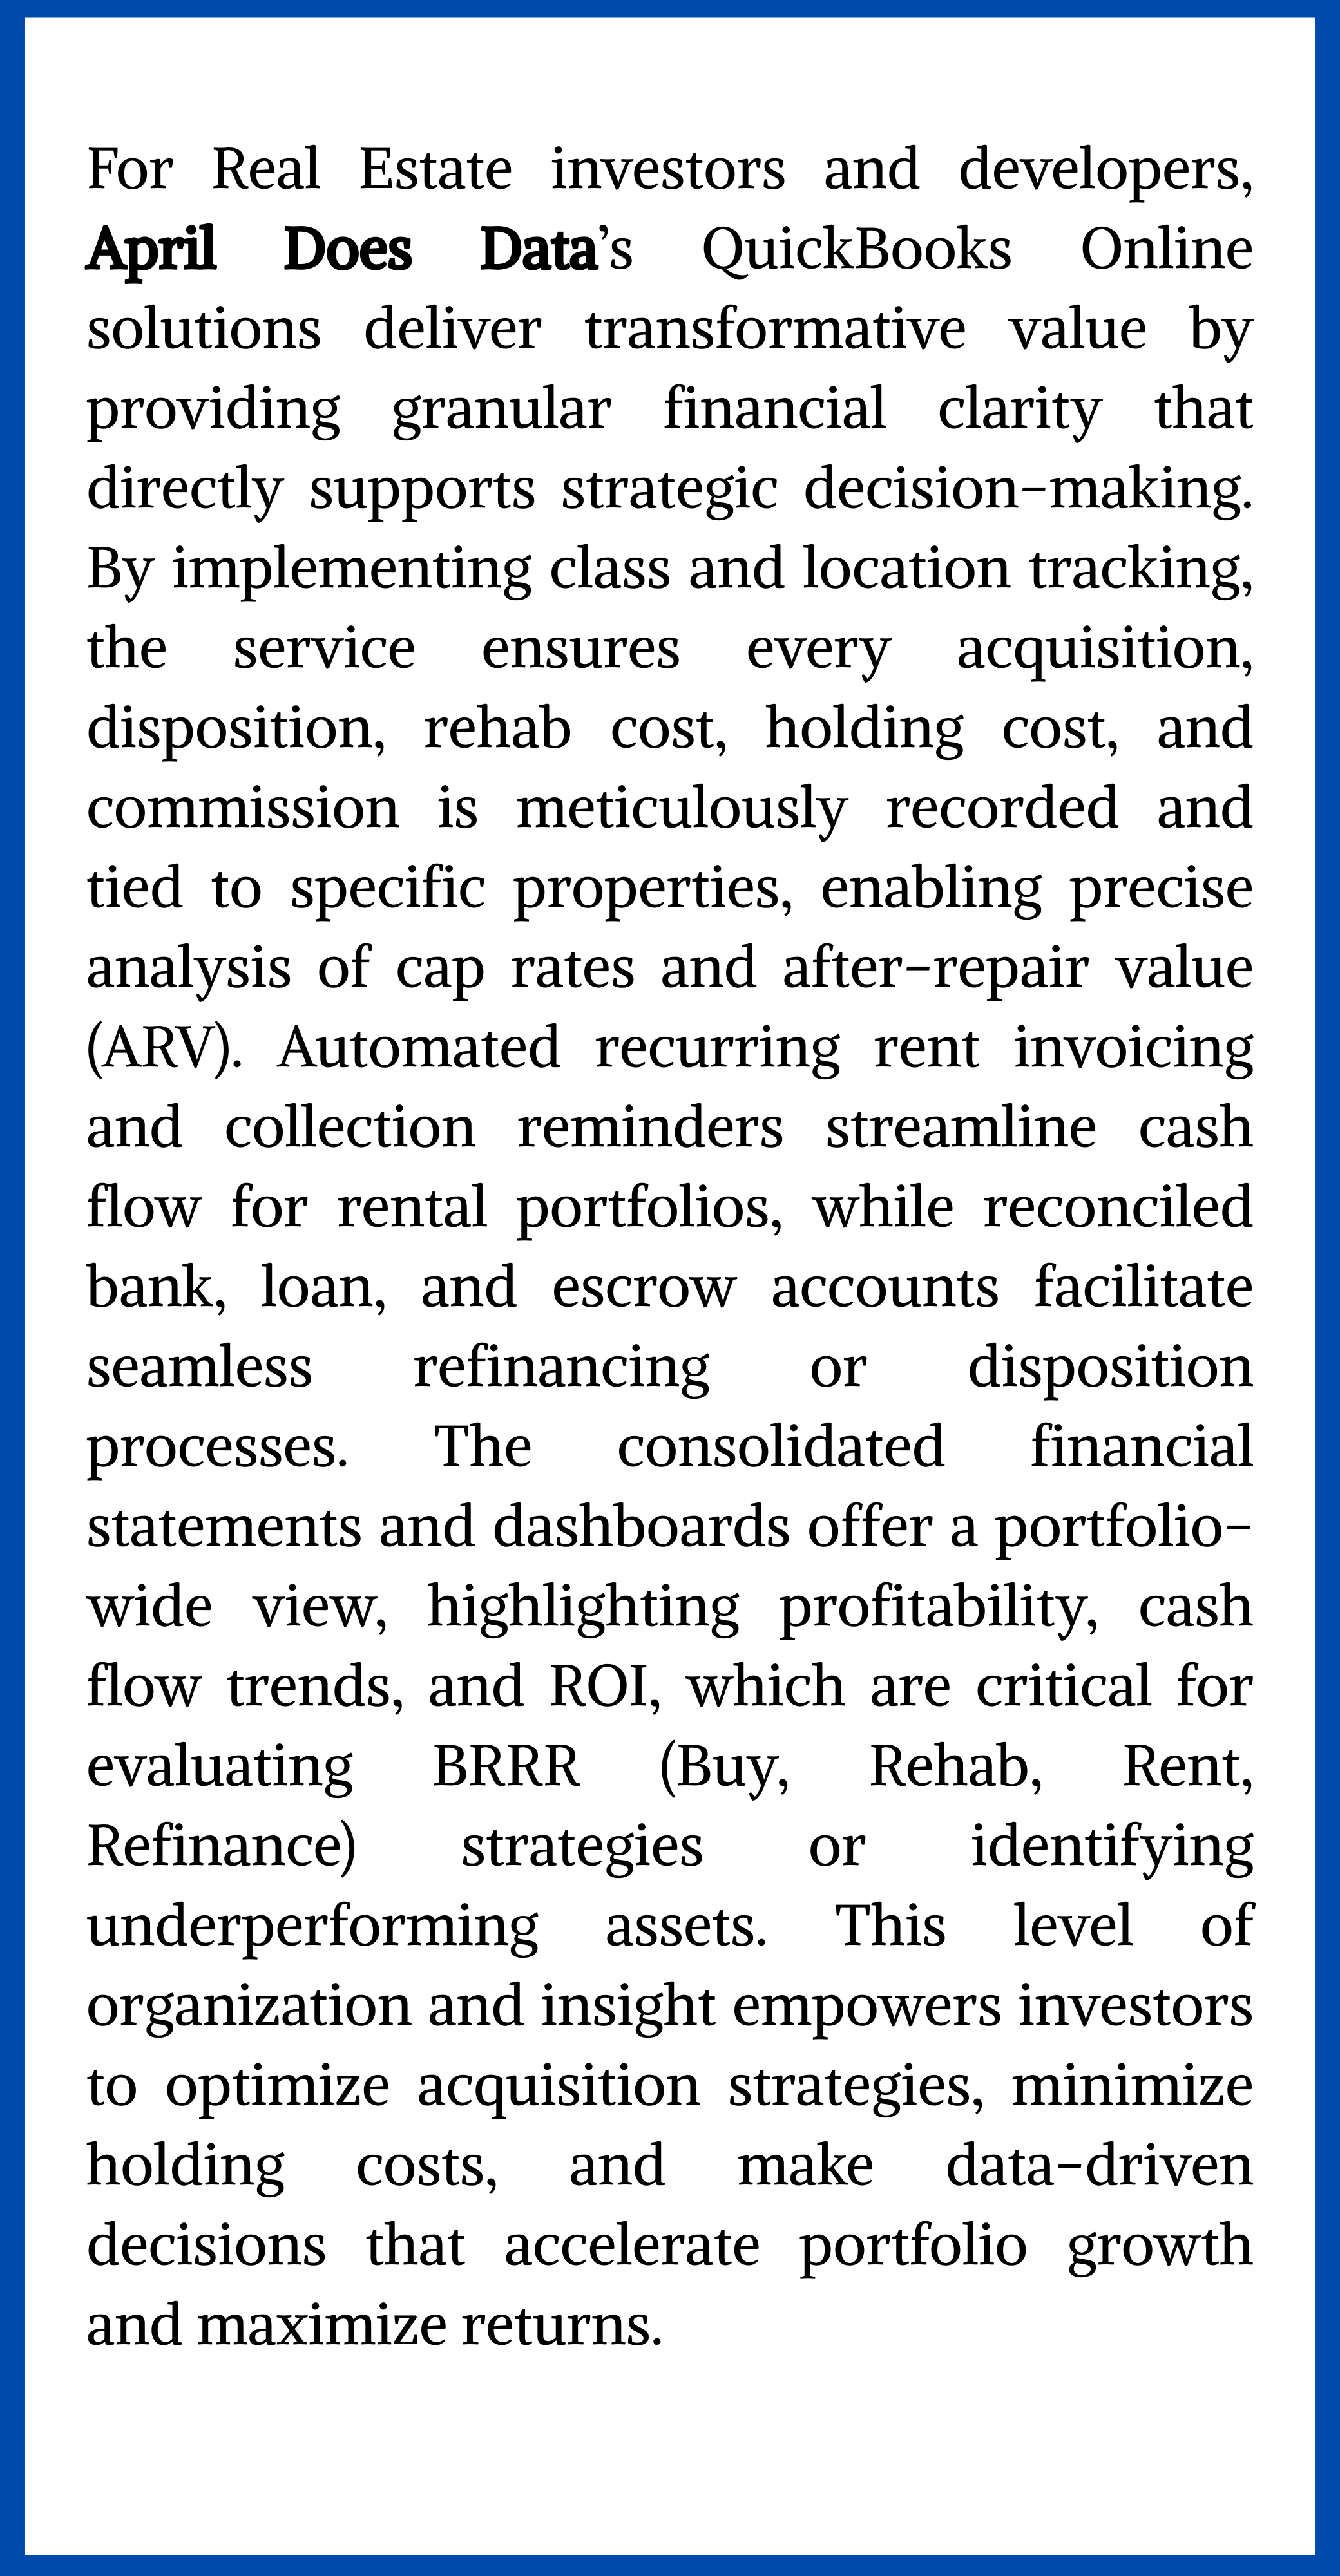 For Real Estate investors and developers,
April Does Data’s QuickBooks Online
solutions deliver transformative value by
providing granular financial clarity that
directly supports strategic decision-making.
By implementing class and location tracking,
the service ensures every acquisition,
disposition, rehab cost, holding cost, and
commission is meticulously recorded and
tied to specific properties, enabling precise
analysis of cap rates and after-repair value
(ARV). Automated recurring rent invoicing
and collection reminders streamline cash
flow for rental portfolios, while reconciled
bank, loan, and escrow accounts facilitate
seamless refinancing or disposition
processes. The consolidated financial
statements and dashboards offer a portfolio-
wide view, highlighting profitability, cash
flow trends, and ROI, which are critical for
evaluating BRRR (Buy, Rehab, Rent,
Refinance) strategies or identifying
underperforming assets. This level of
organization and insight empowers investors
to optimize acquisition strategies, minimize
holding costs, and make data-driven
decisions that accelerate portfolio growth
and maximize returns.